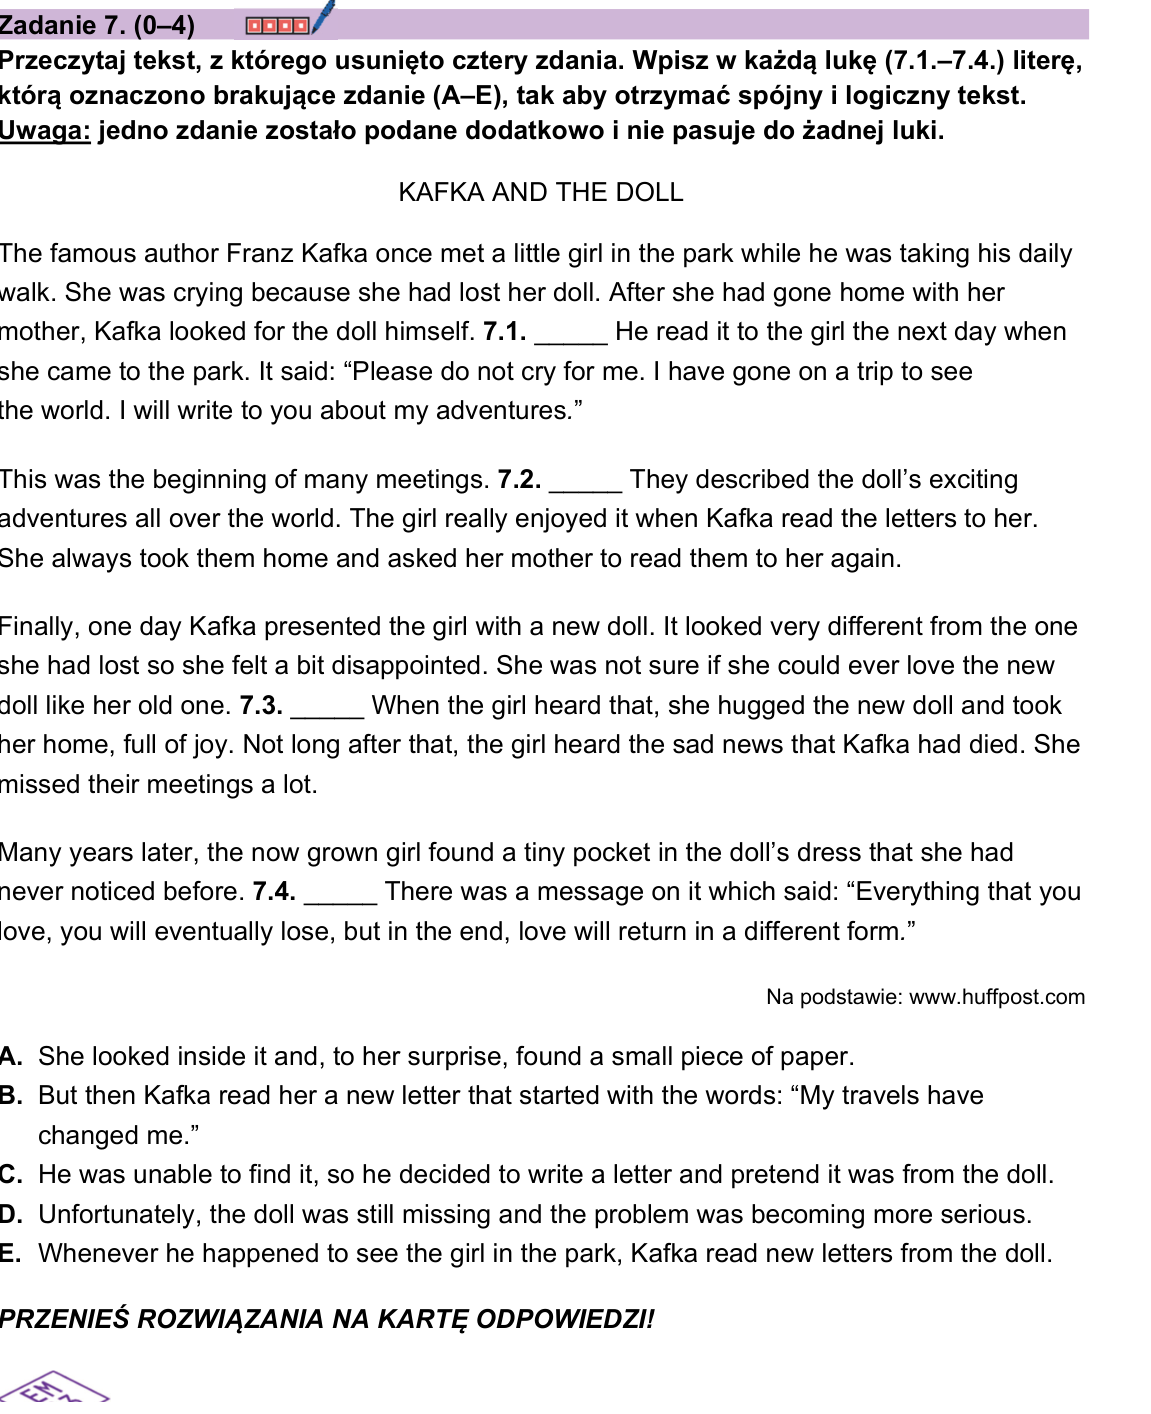 Zadanie 7. (0–4)
Przeczytaj tekst, z którego usunięto cztery zdania. Wpisz w każdą lukę (7.1.–7.4.) literę,
którą oznaczono brakujące zdanie (A–E), tak aby otrzymać spójny i logiczny tekst.
Uwaga: jedno zdanie zostało podane dodatkowo i nie pasuje do żadnej luki.
KAFKA AND THE DOLL
The famous author Franz Kafka once met a little girl in the park while he was taking his daily
walk. She was crying because she had lost her doll. After she had gone home with her
mother, Kafka looked for the doll himself. 7.1. _____ He read it to the girl the next day when
she came to the park. It said: “Please do not cry for me. I have gone on a trip to see
the world. I will write to you about my adventures.”
This was the beginning of many meetings. 7.2. _____ They described the doll’s exciting
adventures all over the world. The girl really enjoyed it when Kafka read the letters to her.
She always took them home and asked her mother to read them to her again.
Finally, one day Kafka presented the girl with a new doll. It looked very different from the one
she had lost so she felt a bit disappointed. She was not sure if she could ever love the new
doll like her old one. 7.3. _____ When the girl heard that, she hugged the new doll and took
her home, full of joy. Not long after that, the girl heard the sad news that Kafka had died. She
missed their meetings a lot.
Many years later, the now grown girl found a tiny pocket in the doll’s dress that she had
never noticed before. 7.4. _____ There was a message on it which said: “Everything that you
love, you will eventually lose, but in the end, love will return in a different form.”
Na podstawie: www.huffpost.com
A. She looked inside it and, to her surprise, found a small piece of paper.
B. But then Kafka read her a new letter that started with the words: “My travels have
changed me.”
C. He was unable to find it, so he decided to write a letter and pretend it was from the doll.
D. Unfortunately, the doll was still missing and the problem was becoming more serious.
E. Whenever he happened to see the girl in the park, Kafka read new letters from the doll.
PRZENIEŚ ROZWIĄZANIA NA KARTĘ ODPOWIEDZI!